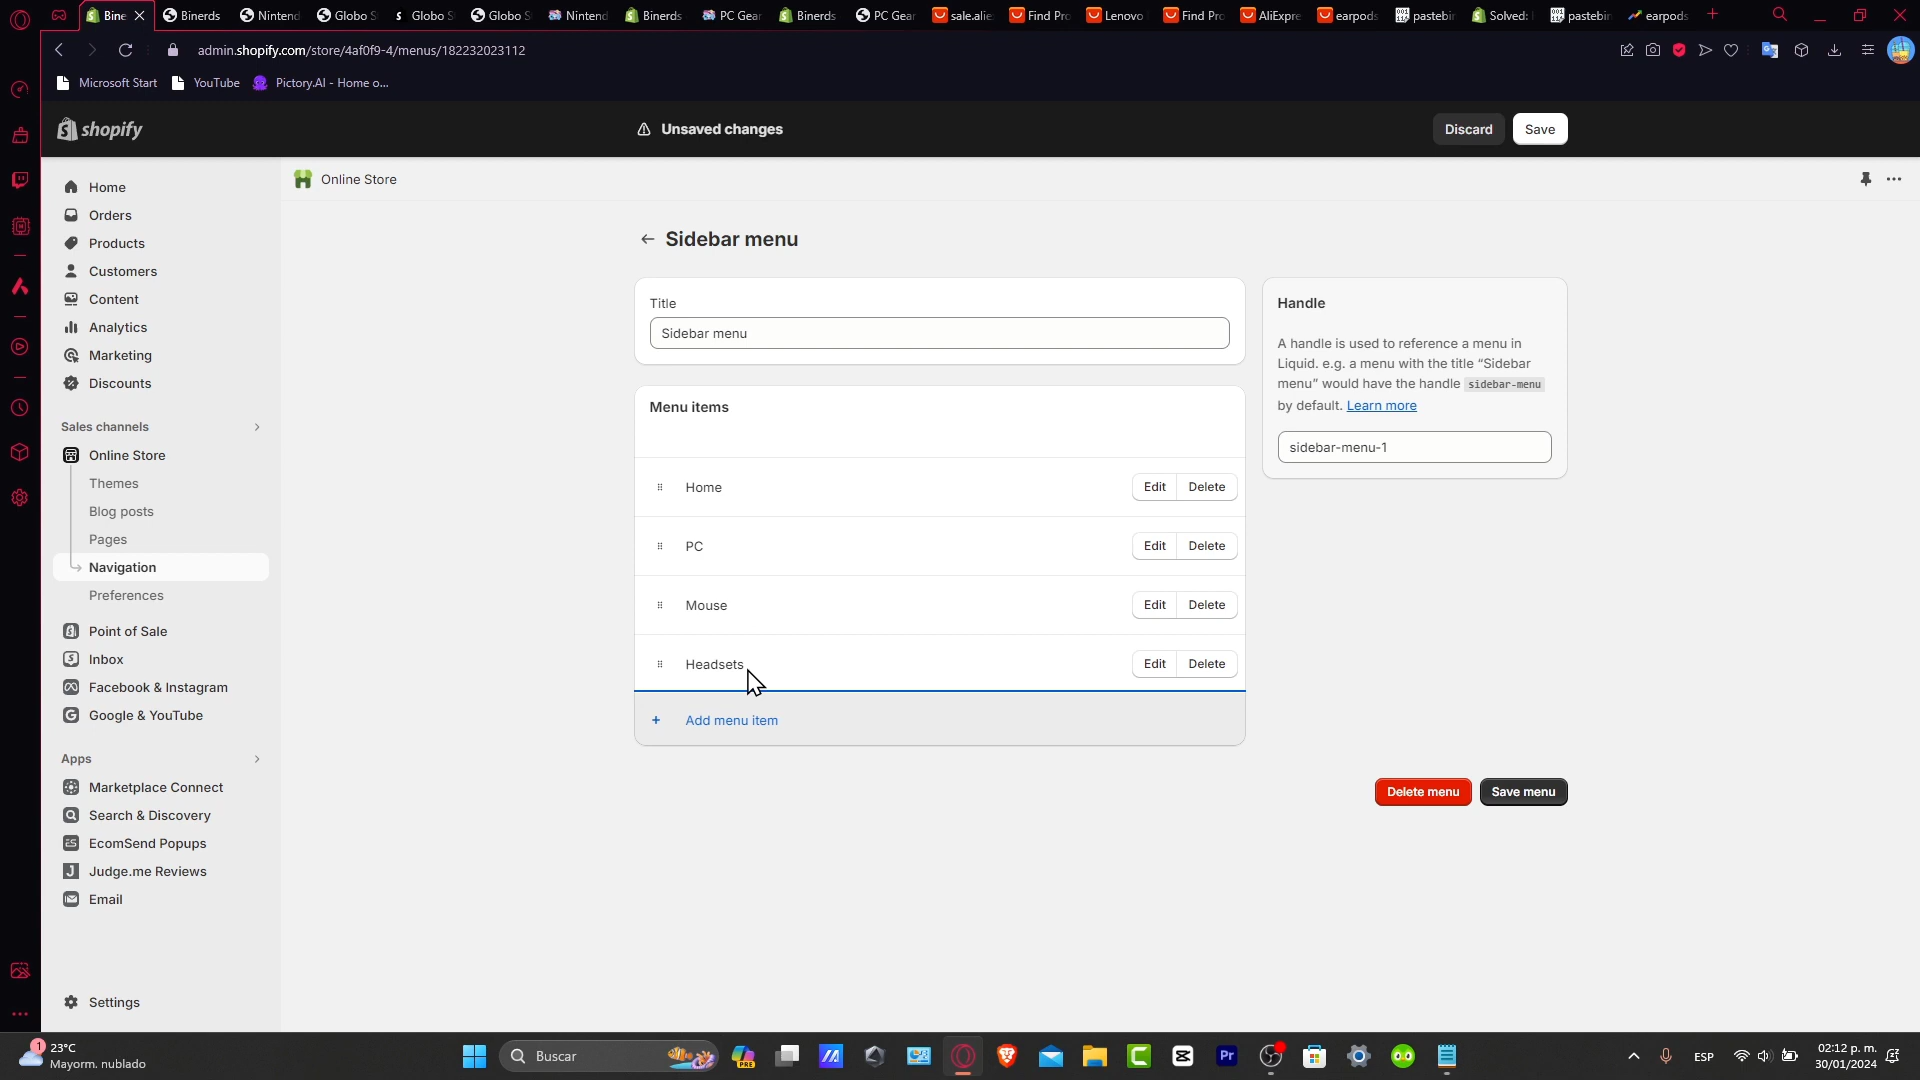 Bine
Binerds
Nintend
Globo S
Globo S
Globo S
Nintend
Binerds
PC Gear
Binerds
PC Gear
sale.alie
Find Pro
Lenovo
Find Pro
AliExpre
earpods
pastebin
Solved:
pastebin
earpods
admin.shopify.com/store/4af0f9-4/menus/182232023112
Microsoft Start
YouTube
Pictory.AI - Home o...
shopify
Unsaved changes
Discard
Save
Home
Orders
Products
Customers
Content
Analytics
Marketing
Discounts
Sales channels
Online Store
Themes
Blog posts
Pages
Navigation
Preferences
Point of Sale
Inbox
Facebook & Instagram
Google & YouTube
Apps
Marketplace Connect
Search & Discovery
EcomSend Popups
Judge.me Reviews
Email
Settings
Online Store
Sidebar menu
Title
Sidebar menu
Menu items
Home
Edit
Delete
PC
Edit
Delete
Mouse
Edit
Delete
Headsets
Edit
Delete
+ Add menu item
Handle
A handle is used to reference a menu in
Liquid. e.g. a menu with the title “Sidebar
menu” would have the handle sidebar-menu
by default. Learn more
sidebar-menu-1
Delete menu
Save menu
1
23°C
Mayorm. nublado
Buscar
PRE
Pr
ESP
02:12 p. m.
30/01/2024